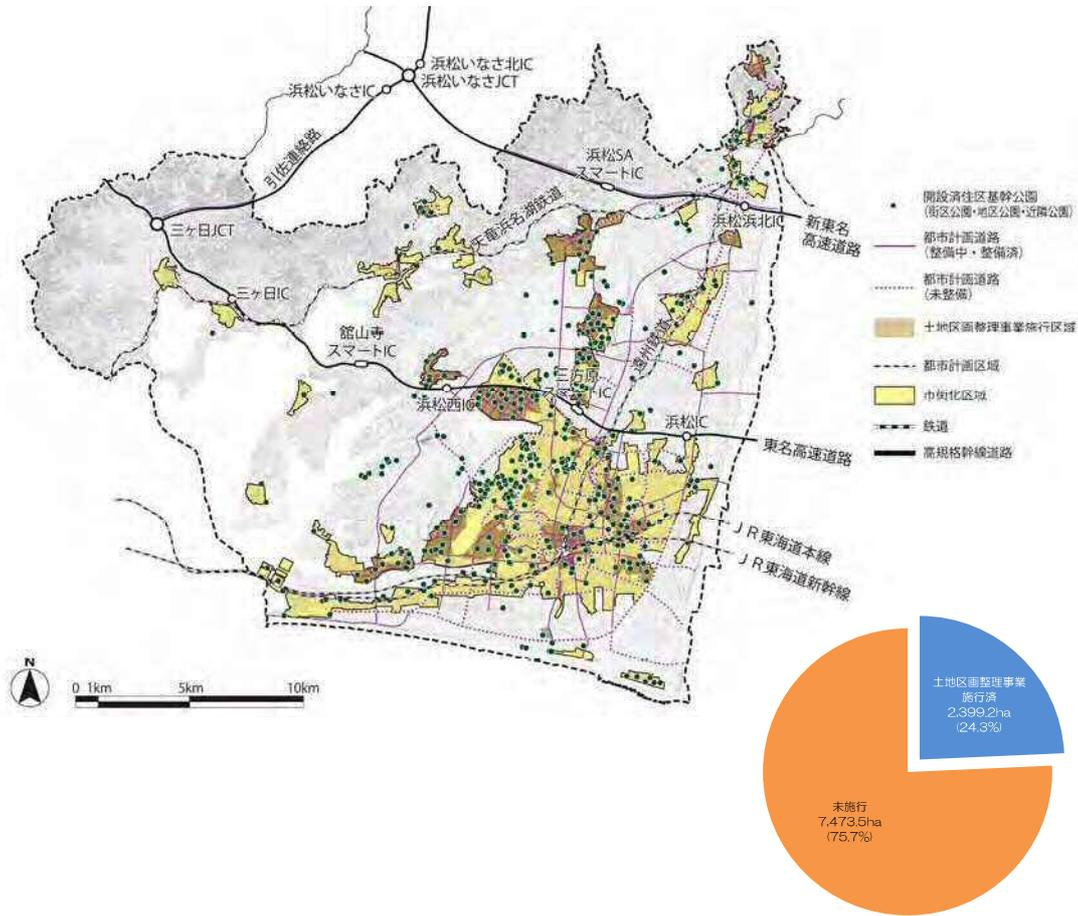 浜松いなさ北IC
浜松いなさJCT
浜松いなさIC
引佐連絡路
浜松SA
スマートIC
三ヶ日JCT
天竜浜名湖鉄道
浜松浜北IC
新東名
高速道路
三ヶ日IC
舘山寺
スマートIC
遠州鉄道
三方原
スマートIC
浜松西IC
浜松IC
東名高速道路
JR東海道本線
JR東海道新幹線
開設済住区基幹公園
(街区公園・地区公園・近隣公園)
都市計画道路
(整備中・整備済)
都市計画道路
(未整備)
土地区画整理事業施行区域
都市計画区域
市街化区域
鉄道
高規格幹線道路
N
0 1km 5km 10km
土地区画整理事業
施行済
2,399.2ha
(24.3%)
未施行
7,473.5ha
(75.7%)